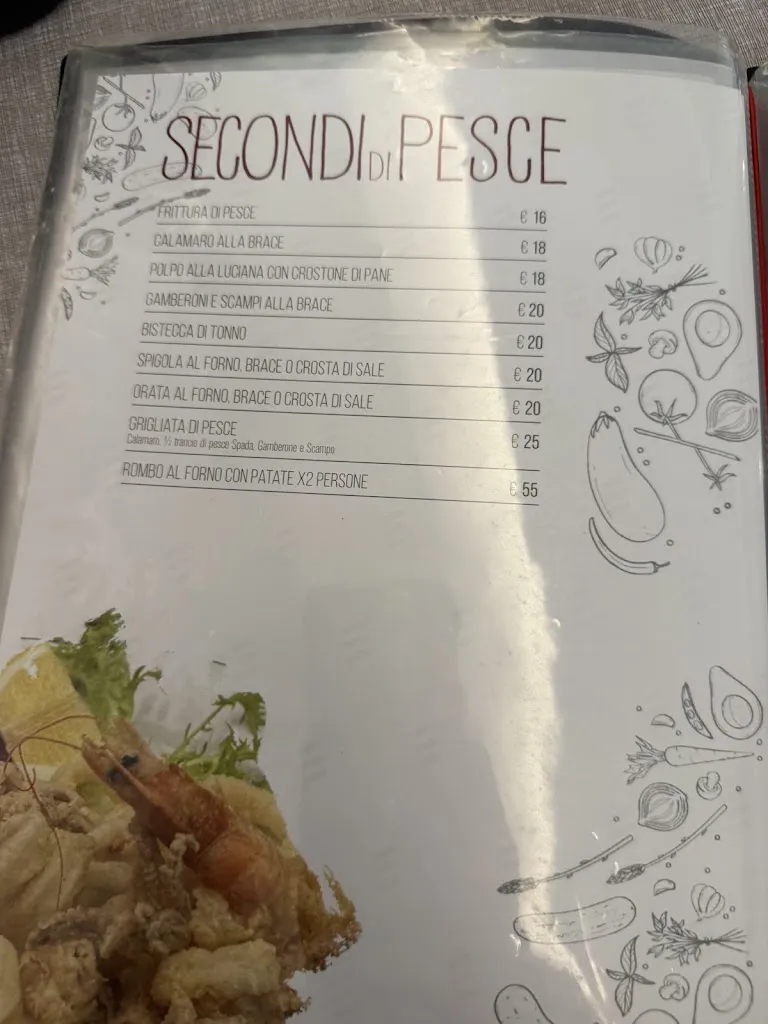 SECONDI DI PESCE
FRITTURA DI PESCE € 16
CALAMARO ALLA BRACE € 18
POLPO ALLA LUCIANA CON CROSTONE DI PANE € 18
GAMBERONI E SCAMPI ALLA BRACE € 20
BISTECCA DI TONNO € 20
SPIGOLA AL FORNO, BRACE O CROSTA DI SALE € 20
ORATA AL FORNO, BRACE O CROSTA DI SALE € 20
GRIGLIATA DI PESCE € 25
Calamaro, ½ trancio di pesce Spada, Gamberone e Scampo
ROMBO AL FORNO CON PATATE X2 PERSONE € 55